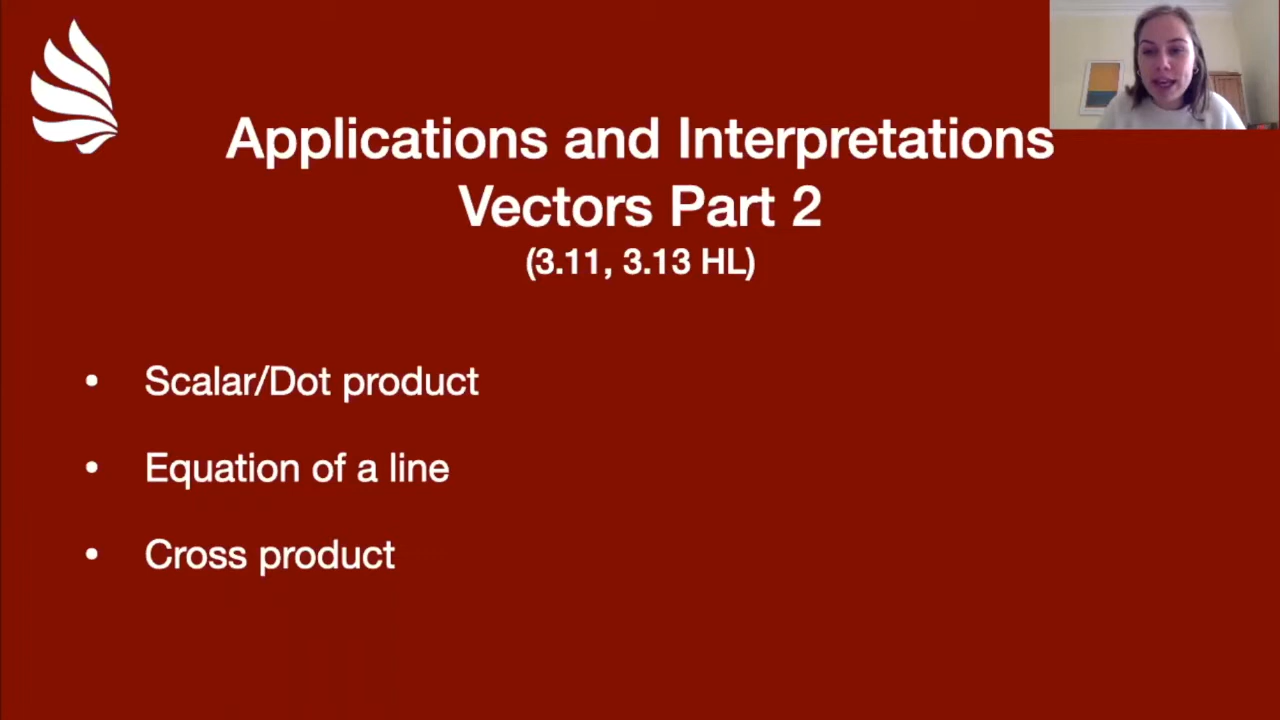 Applications and Interpretations
Vectors Part 2
(3.11, 3.13 HL)
• Scalar/Dot product
• Equation of a line
• Cross product